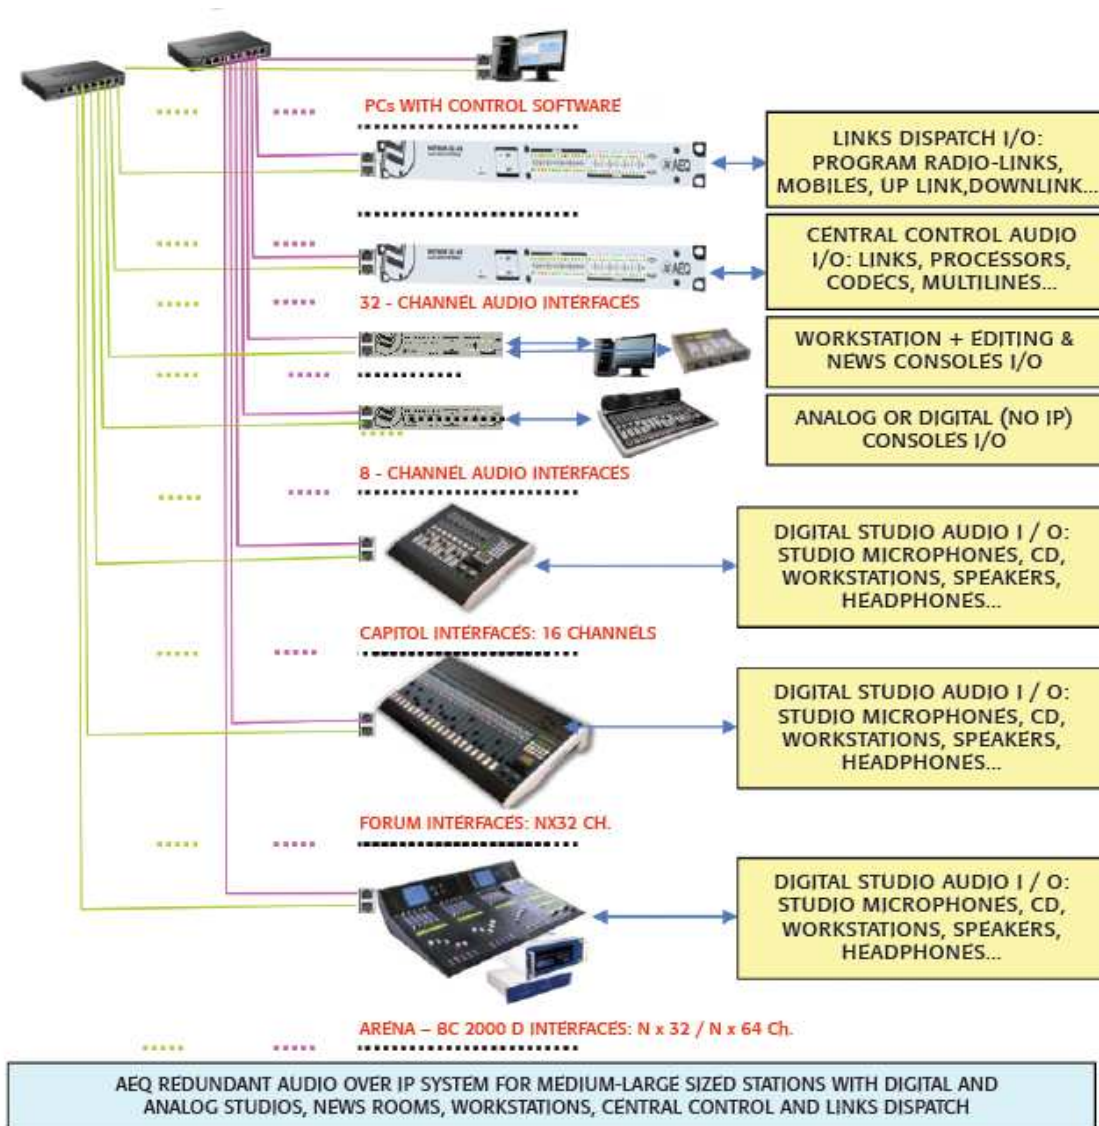 PCs WITH CONTROL SOFTWARE
LINKS DISPATCH I/O:
PROGRAM RADIO-LINKS,
MOBILES, UP LINK,DOWNLINK...
AEQ
CENTRAL CONTROL AUDIO
I/O: LINKS, PROCESSORS,
CODECS, MULTILINES...
AEQ
32 - CHANNEL AUDIO INTERFACES
WORKSTATION + EDITING &
NEWS CONSOLES I/O
ANALOG OR DIGITAL (NO IP)
CONSOLES I/O
8 - CHANNEL AUDIO INTERFACES
DIGITAL STUDIO AUDIO I / O:
STUDIO MICROPHONES, CD,
WORKSTATIONS, SPEAKERS,
HEADPHONES...
CAPITOL INTERFACES: 16 CHANNELS
DIGITAL STUDIO AUDIO I / O:
STUDIO MICROPHONES, CD,
WORKSTATIONS, SPEAKERS,
HEADPHONES...
FORUM INTERFACES: NX32 CH.
DIGITAL STUDIO AUDIO I / O:
STUDIO MICROPHONES, CD,
WORKSTATIONS, SPEAKERS,
HEADPHONES...
ARENA – BC 2000 D INTERFACES: N x 32 / N x 64 Ch.
AEQ REDUNDANT AUDIO OVER IP SYSTEM FOR MEDIUM-LARGE SIZED STATIONS WITH DIGITAL AND
ANALOG STUDIOS, NEWS ROOMS, WORKSTATIONS, CENTRAL CONTROL AND LINKS DISPATCH